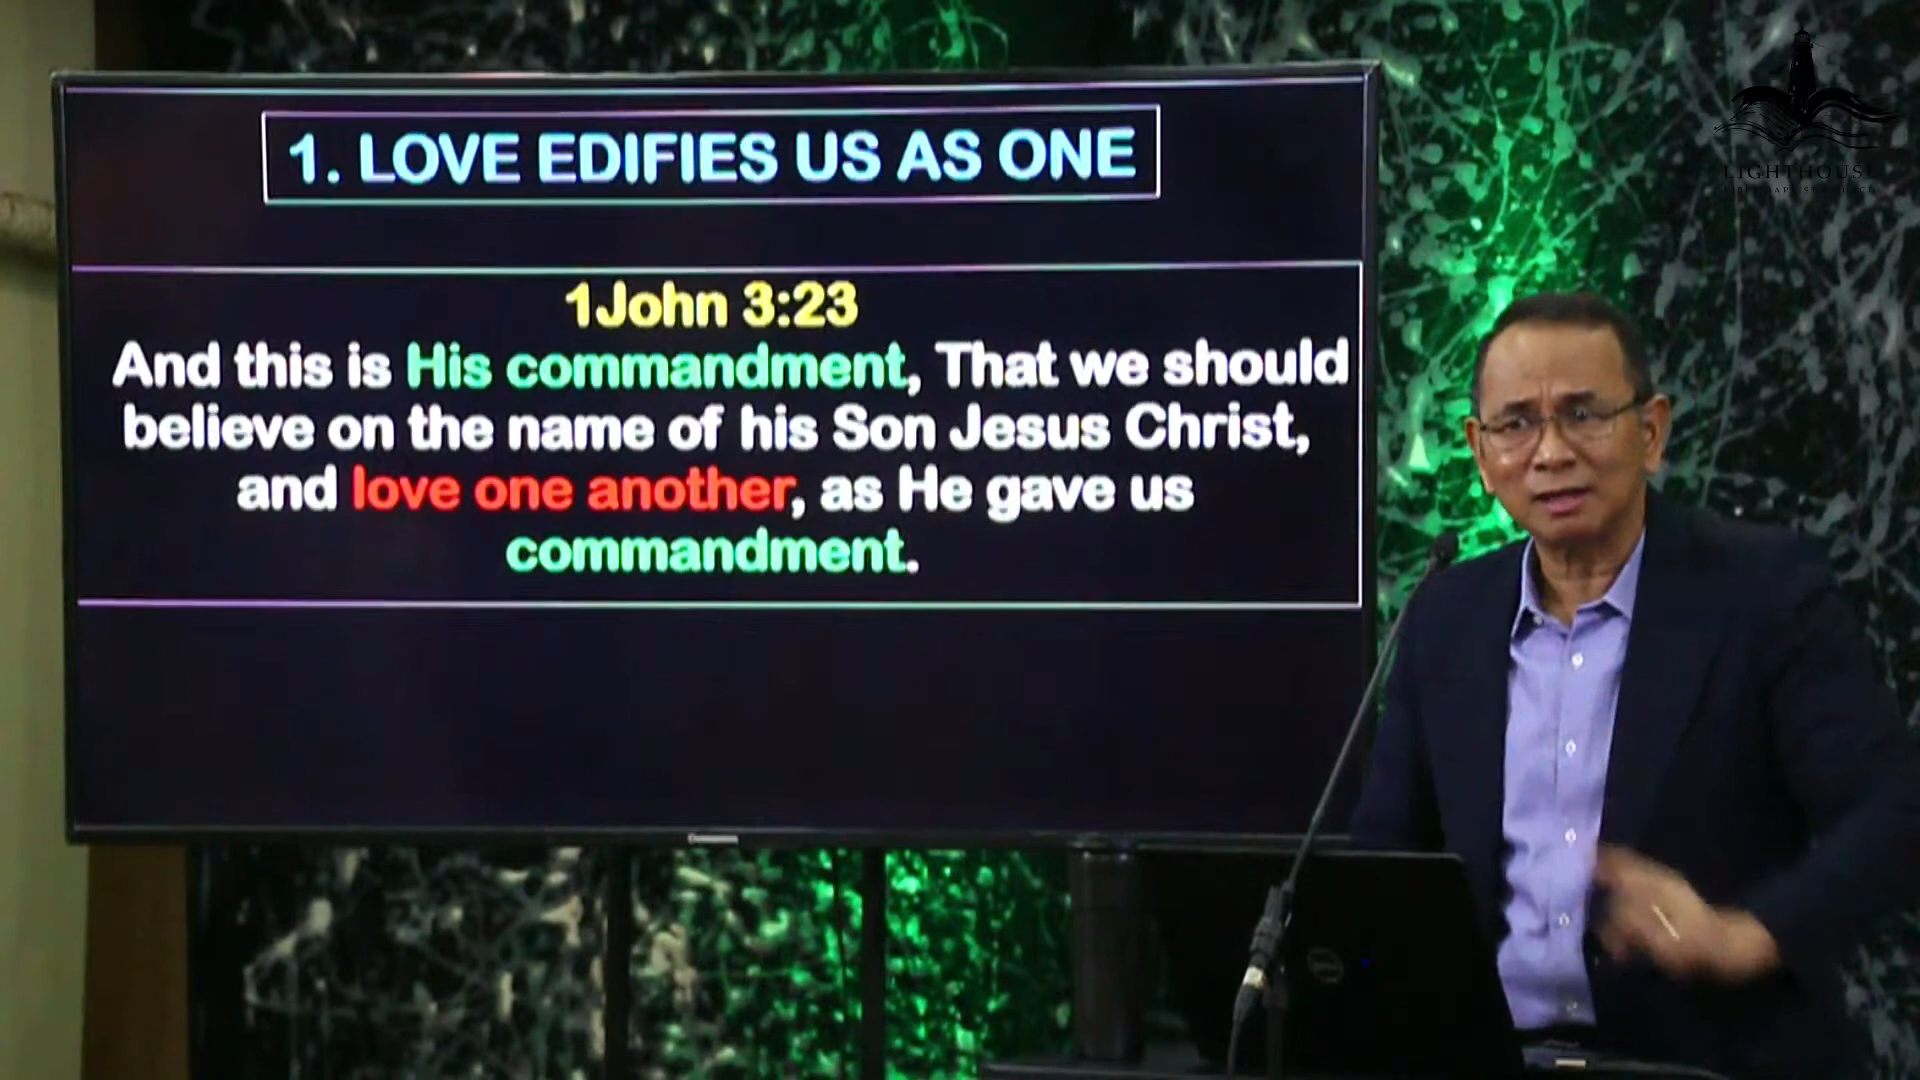 1. LOVE EDIFIES US AS ONE
1John 3:23
And this is His commandment, That we should
believe on the name of his Son Jesus Christ,
and love one another, as He gave us
commandment.
LIGHTHOUSE
DELL